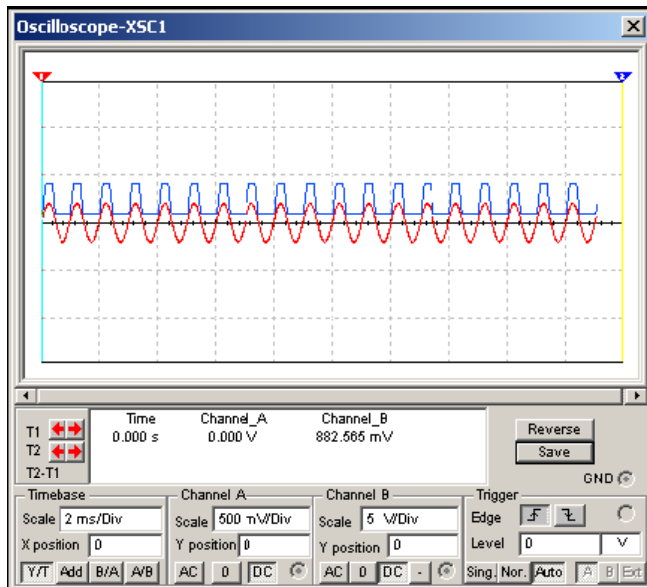 Oscilloscope-XSC1
1 2
T1
T2
T2-T1
Time Channel_A Channel_B
0.000 s 0.000 V 882.565 mV
Reverse
Save
GND
Timebase
Scale 2 ms/Div
X position 0
Y/T Add B/A A/B
Channel A
Scale 500 mV/Div
Y position 0
AC 0 DC
Channel B
Scale 5 V/Div
Y position 0
AC 0 DC -
Trigger
Edge
Level 0 V
Sing. Nor. Auto A B Ext